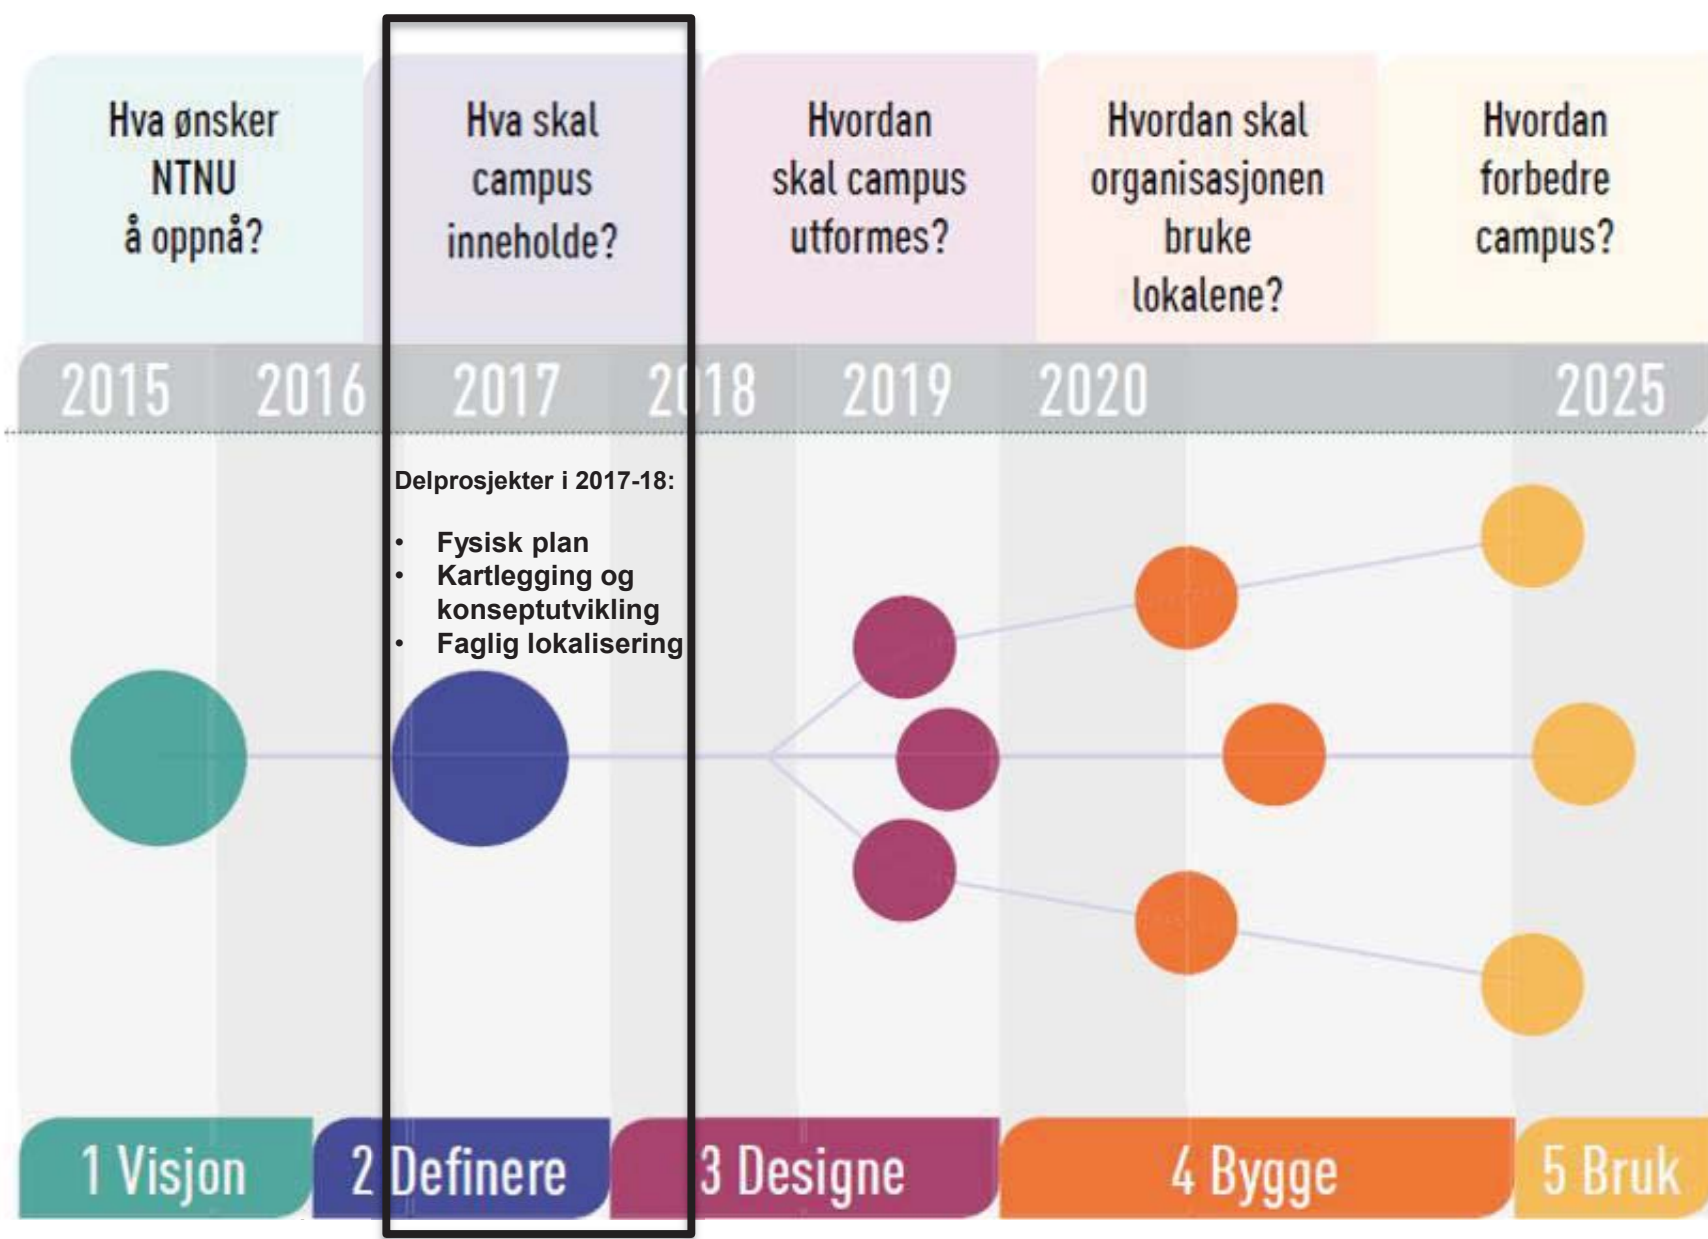 Hva ønsker
NTNU
å oppnå?
Hva skal
campus
inneholde?
Hvordan
skal campus
utformes?
Hvordan skal
organisasjonen
bruke
lokalene?
Hvordan
forbedre
campus?
2015 2016 2017 2018 2019 2020 2025
Delprosjekter i 2017-18:
• Fysisk plan
• Kartlegging og
konseptutvikling
• Faglig lokalisering
1 Visjon 2 Definere 3 Designe 4 Bygge 5 Bruk